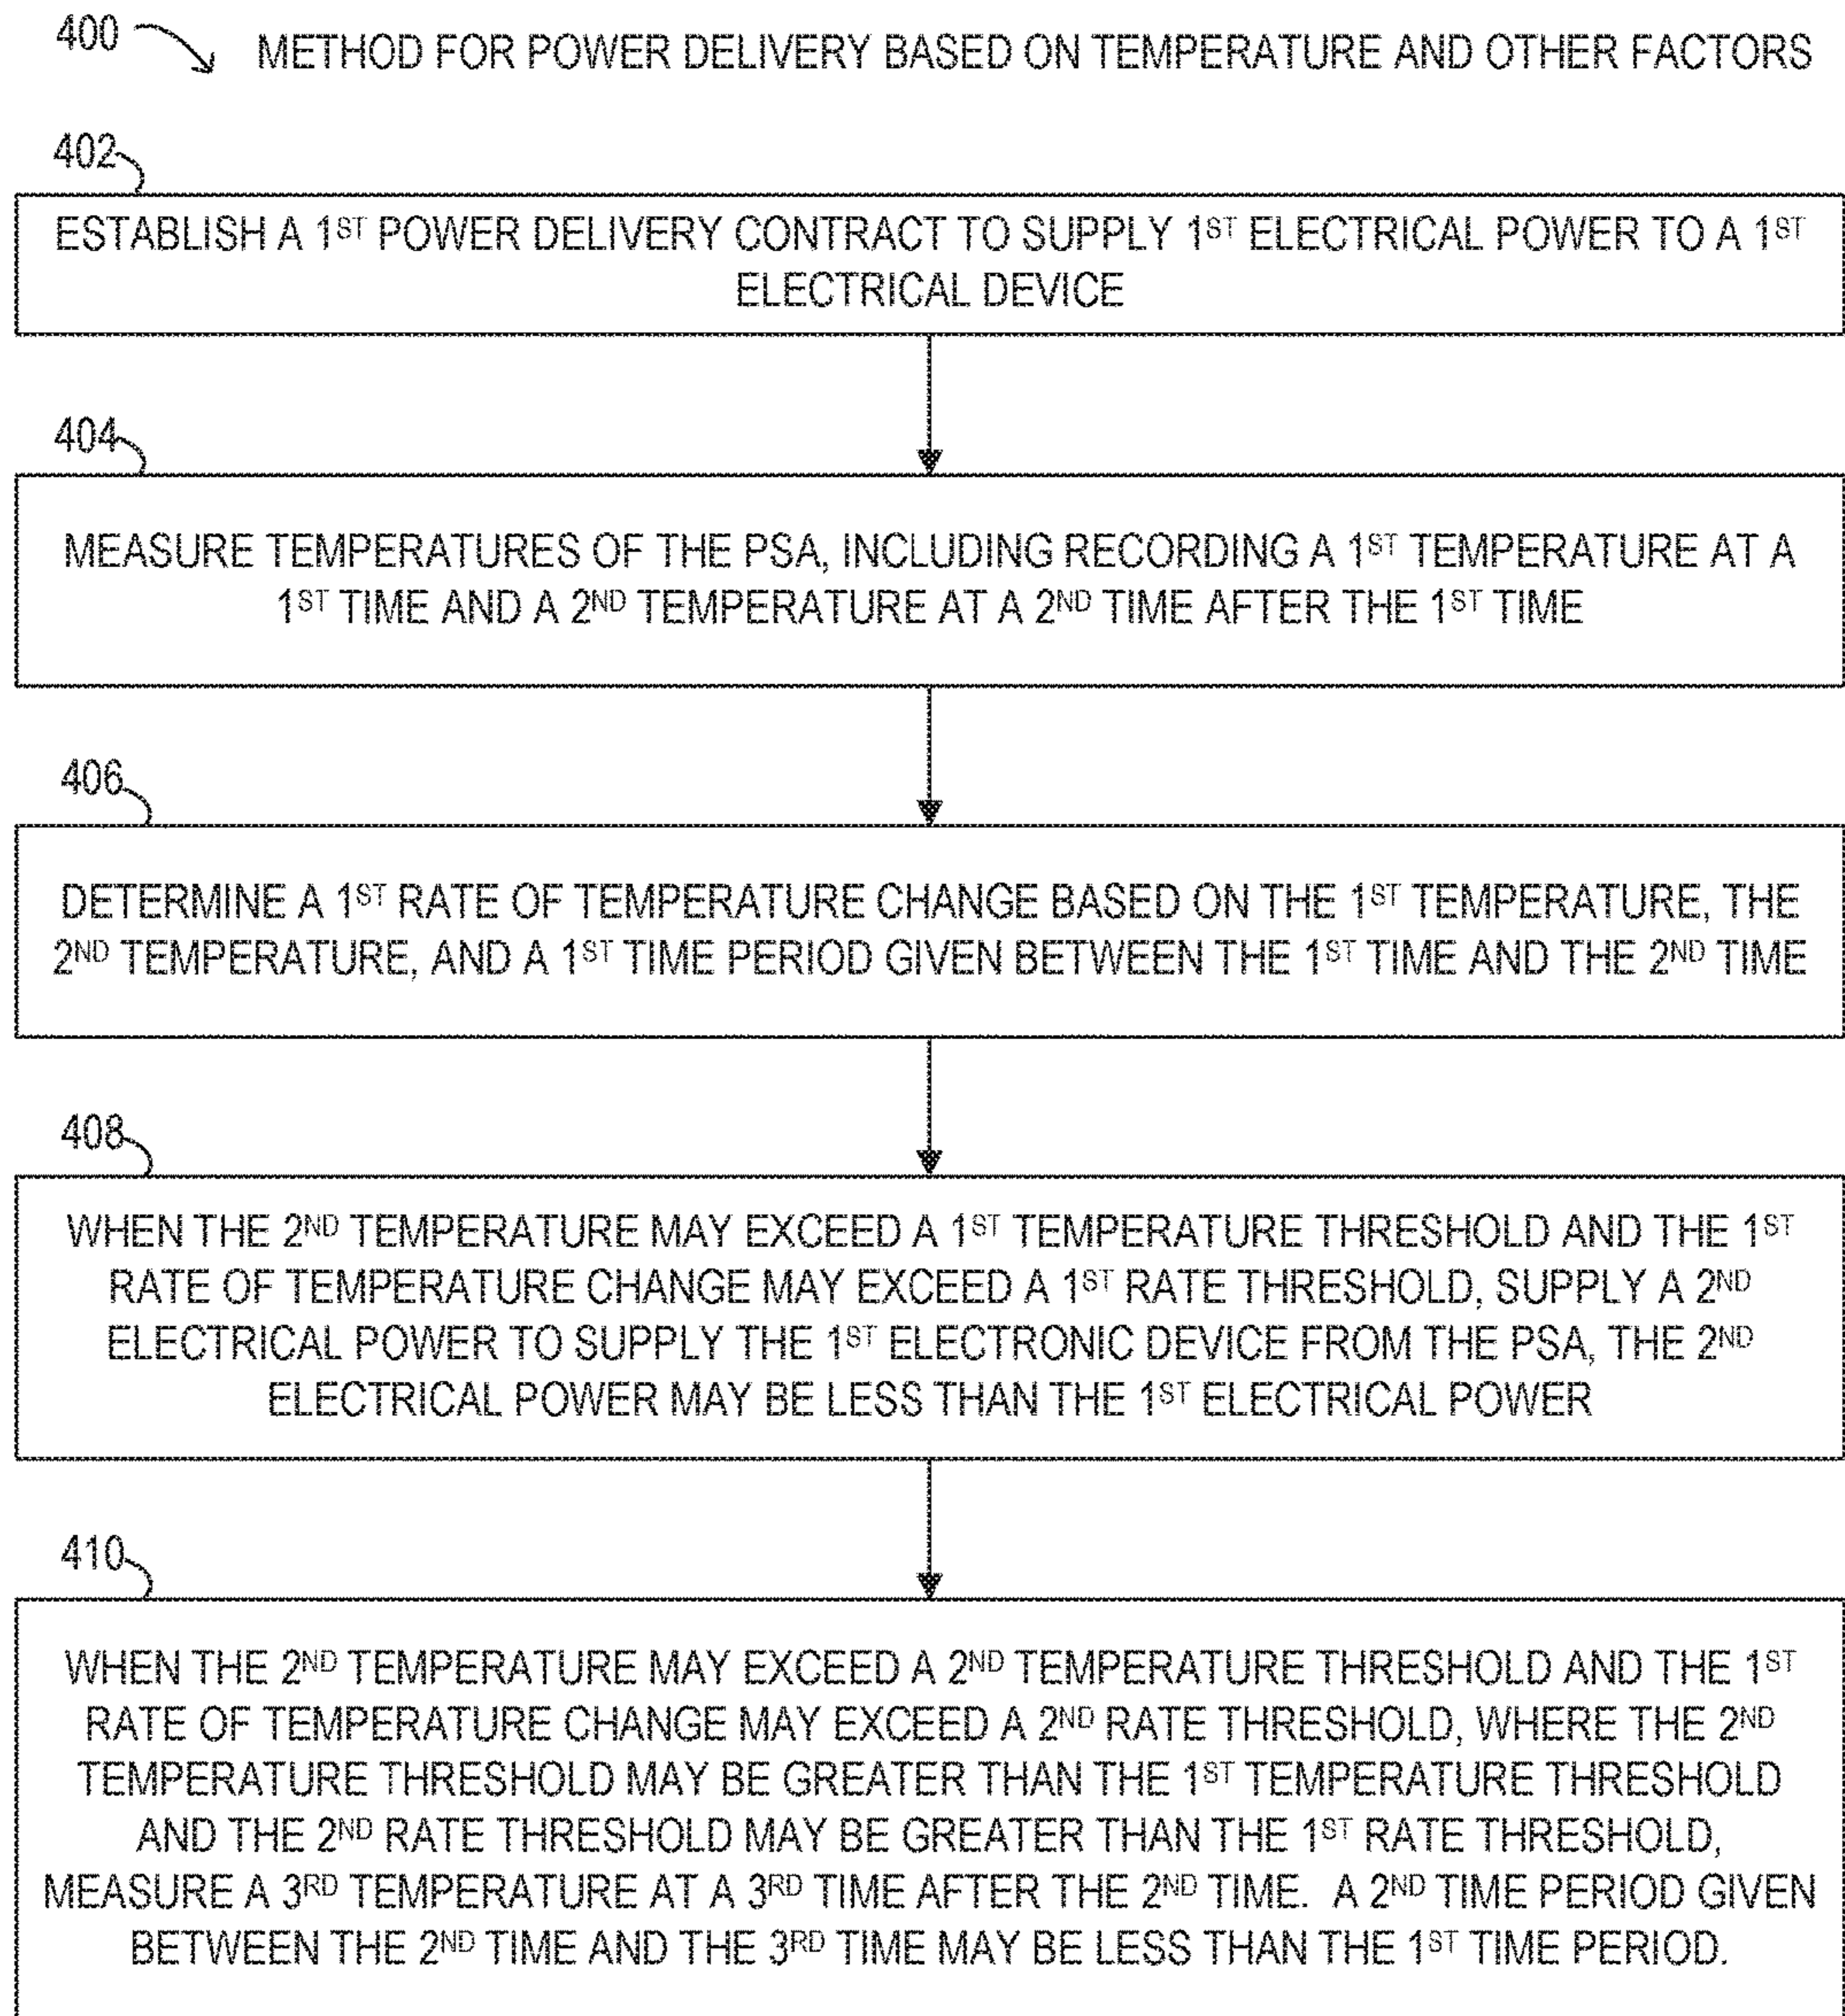 400
METHOD FOR POWER DELIVERY BASED ON TEMPERATURE AND OTHER FACTORS
402
ESTABLISH A 1ST POWER DELIVERY CONTRACT TO SUPPLY 1ST ELECTRICAL POWER TO A 1ST
ELECTRICAL DEVICE
404
MEASURE TEMPERATURES OF THE PSA, INCLUDING RECORDING A 1ST TEMPERATURE AT A
1ST TIME AND A 2ND TEMPERATURE AT A 2ND TIME AFTER THE 1ST TIME
406
DETERMINE A 1ST RATE OF TEMPERATURE CHANGE BASED ON THE 1ST TEMPERATURE, THE
2ND TEMPERATURE, AND A 1ST TIME PERIOD GIVEN BETWEEN THE 1ST TIME AND THE 2ND TIME
408
WHEN THE 2ND TEMPERATURE MAY EXCEED A 1ST TEMPERATURE THRESHOLD AND THE 1ST
RATE OF TEMPERATURE CHANGE MAY EXCEED A 1ST RATE THRESHOLD, SUPPLY A 2ND
ELECTRICAL POWER TO SUPPLY THE 1ST ELECTRONIC DEVICE FROM THE PSA, THE 2ND
ELECTRICAL POWER MAY BE LESS THAN THE 1ST ELECTRICAL POWER
410
WHEN THE 2ND TEMPERATURE MAY EXCEED A 2ND TEMPERATURE THRESHOLD AND THE 1ST
RATE OF TEMPERATURE CHANGE MAY EXCEED A 2ND RATE THRESHOLD, WHERE THE 2ND
TEMPERATURE THRESHOLD MAY BE GREATER THAN THE 1ST TEMPERATURE THRESHOLD
AND THE 2ND RATE THRESHOLD MAY BE GREATER THAN THE 1ST RATE THRESHOLD,
MEASURE A 3RD TEMPERATURE AT A 3RD TIME AFTER THE 2ND TIME. A 2ND TIME PERIOD GIVEN
BETWEEN THE 2ND TIME AND THE 3RD TIME MAY BE LESS THAN THE 1ST TIME PERIOD.